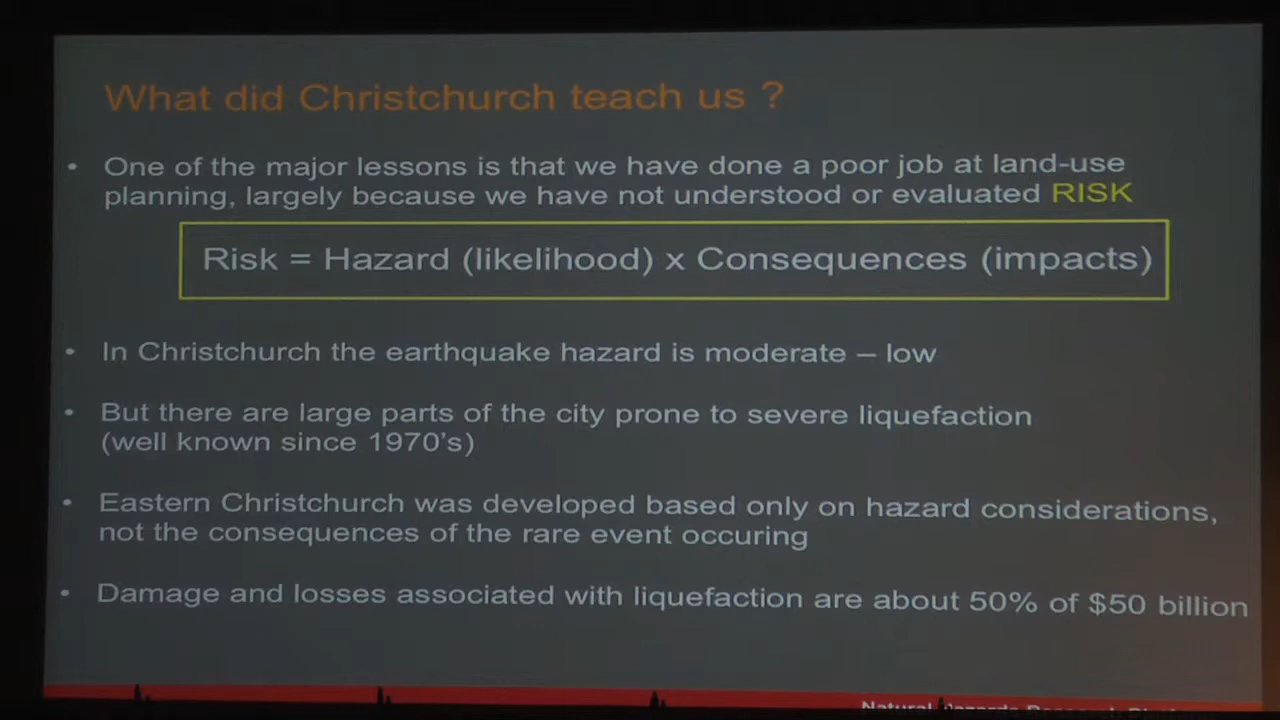 What did Christchurch teach us ?
• One of the major lessons is that we have done a poor job at land-use
planning, largely because we have not understood or evaluated RISK
Risk = Hazard (likelihood) x Consequences (impacts)
• In Christchurch the earthquake hazard is moderate – low
• But there are large parts of the city prone to severe liquefaction
(well known since 1970's)
• Eastern Christchurch was developed based only on hazard considerations,
not the consequences of the rare event occuring
• Damage and losses associated with liquefaction are about 50% of $50 billion
Natural Hazards Research